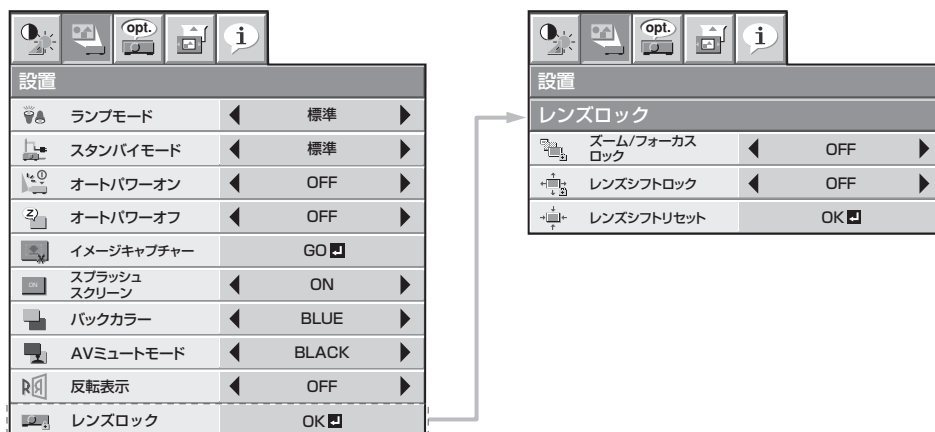 opt.
i
設置
ランプモード 標準
スタンバイモード 標準
オートパワーオン OFF
オートパワーオフ OFF
イメージキャプチャー GO
スプラッシュ
スクリーン ON
バックカラー BLUE
AVミュートモード BLACK
反転表示 OFF
レンズロック OK
opt.
i
設置
レンズロック
ズーム/フォーカス
ロック OFF
レンズシフトロック OFF
レンズシフトリセット OK